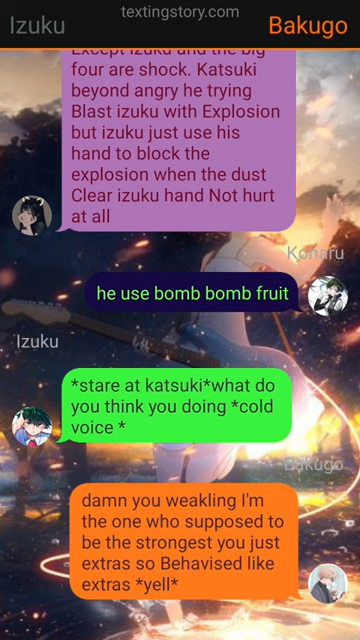 textingstory.com
Izuku
Bakugo
Except izuku and the big
four are shock. Katsuki
beyond angry he trying
Blast izuku with Explosion
but izuku just use his
hand to block the
explosion when the dust
Clear izuku hand Not hurt
at all
Konaru
he use bomb bomb fruit
Izuku
*stare at katsuki*what do
you think you doing *cold
voice *
Bakugo
damn you weakling I'm
the one who supposed to
be the strongest you just
extras so Behavised like
extras *yell*